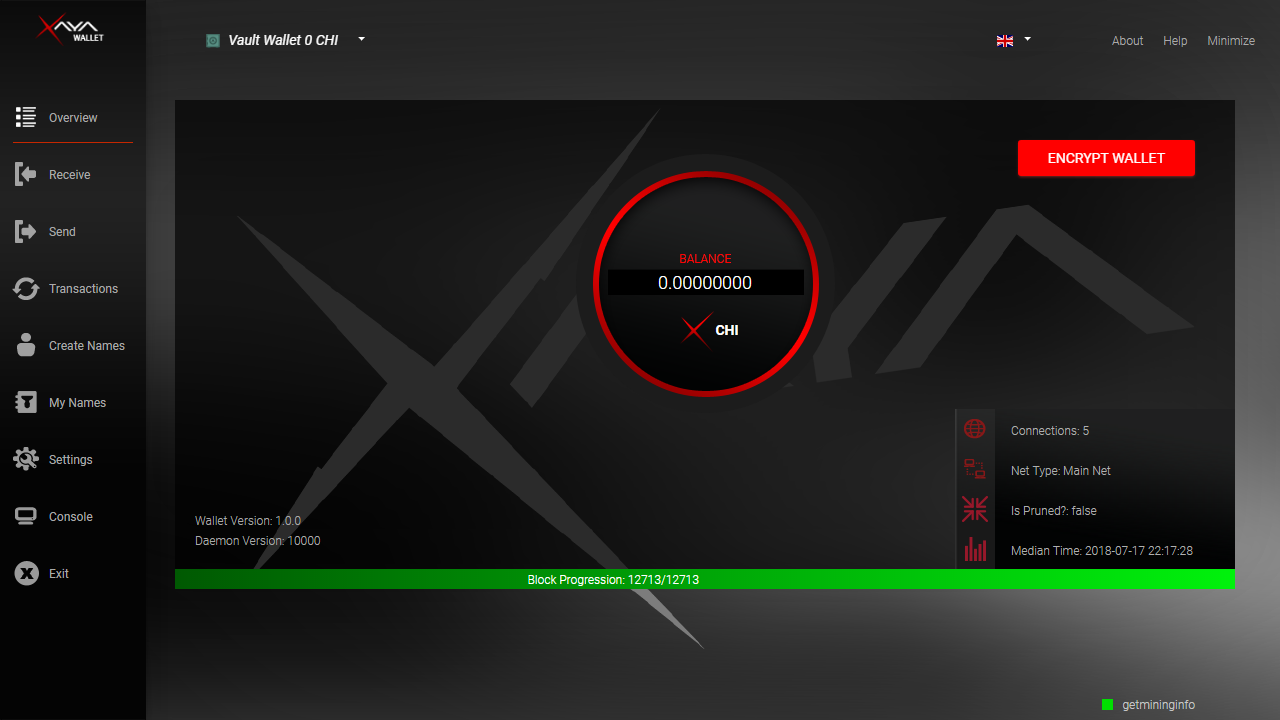 XAYA
WALLET
Vault Wallet 0 CHI
About
Help
Minimize
Overview
Receive
Send
Transactions
Create Names
My Names
Settings
Console
Exit
ENCRYPT WALLET
BALANCE
0.00000000
CHI
Connections: 5
Net Type: Main Net
Is Pruned?: false
Median Time: 2018-07-17 22:17:28
Wallet Version: 1.0.0
Daemon Version: 10000
Block Progression: 12713/12713
getmininginfo